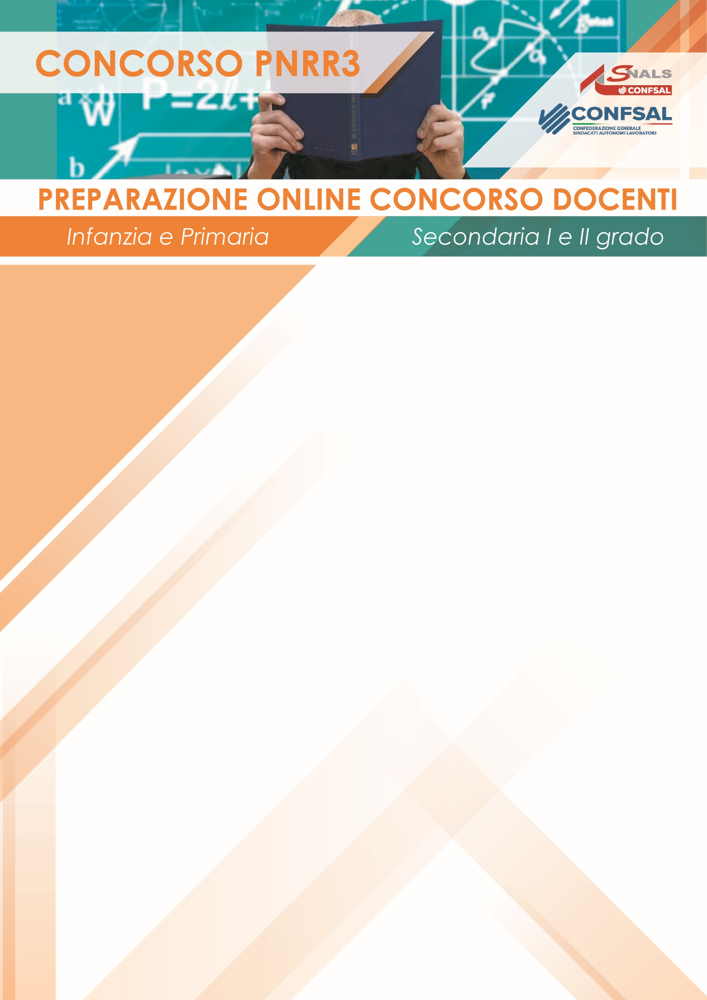 CONCORSO PNRR3
SNALS
CONFSAL
CONFSAL
CONFEDERAZIONE GENERALE
SINDACATI AUTONOMI LAVORATORI
a x b
W
P=2ℓ+
b
PREPARAZIONE ONLINE CONCORSO DOCENTI
Infanzia e Primaria
Secondaria I e II grado